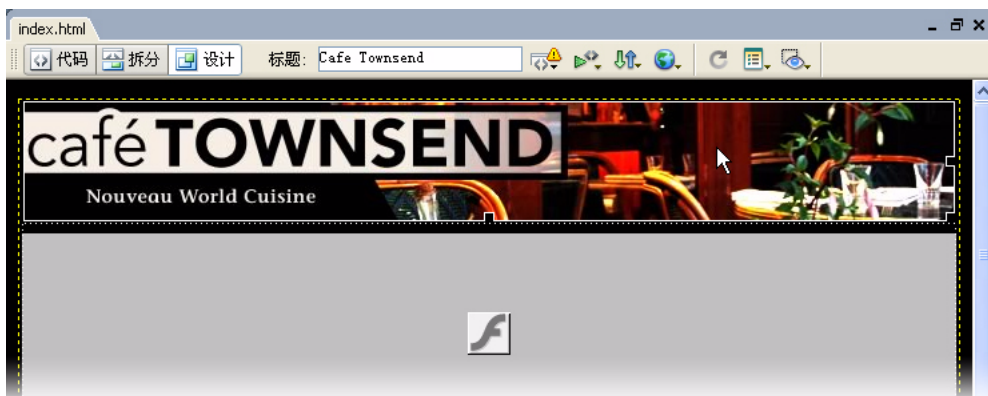 index.html
代码 拆分 设计 标题: Cafe Townsend
café TOWNSEND
Nouveau World Cuisine